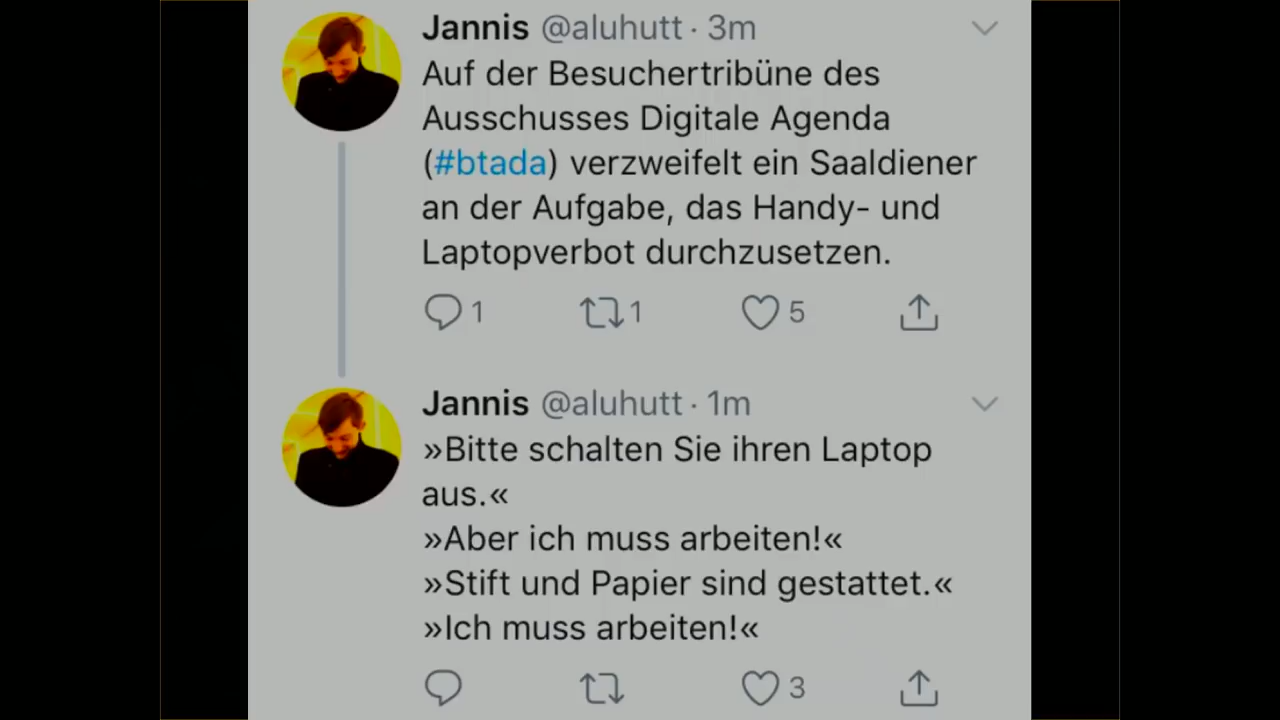 Jannis @aluhutt · 3m
Auf der Besuchertribüne des
Ausschusses Digitale Agenda
(#btada) verzweifelt ein Saaldiener
an der Aufgabe, das Handy- und
Laptopverbot durchzusetzen.
1 1 5
Jannis @aluhutt · 1m
»Bitte schalten Sie ihren Laptop
aus.«
»Aber ich muss arbeiten!«
»Stift und Papier sind gestattet.«
»Ich muss arbeiten!«
3